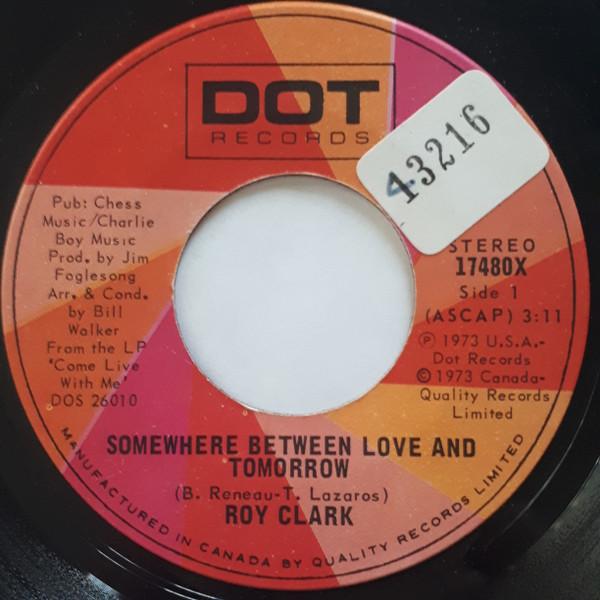 DOT
RECORDS
43216
Pub: Chess
Music/Charlie
Boy Music
Prod. by Jim
Foglesong
Arr. & Cond.
by Bill
Walker
From the LP
"Come Live
With Me"
DOS 26010
STEREO
17480X
Side 1
(ASCAP) 3:11
Ⓟ 1973 U.S.A.-
Dot Records
© 1973 Canada-
Quality Records
Limited
SOMEWHERE BETWEEN LOVE AND
TOMORROW
(B. Reneau-T. Lazaros)
ROY CLARK
MANUFACTURED IN CANADA BY QUALITY RECORDS LIMITED